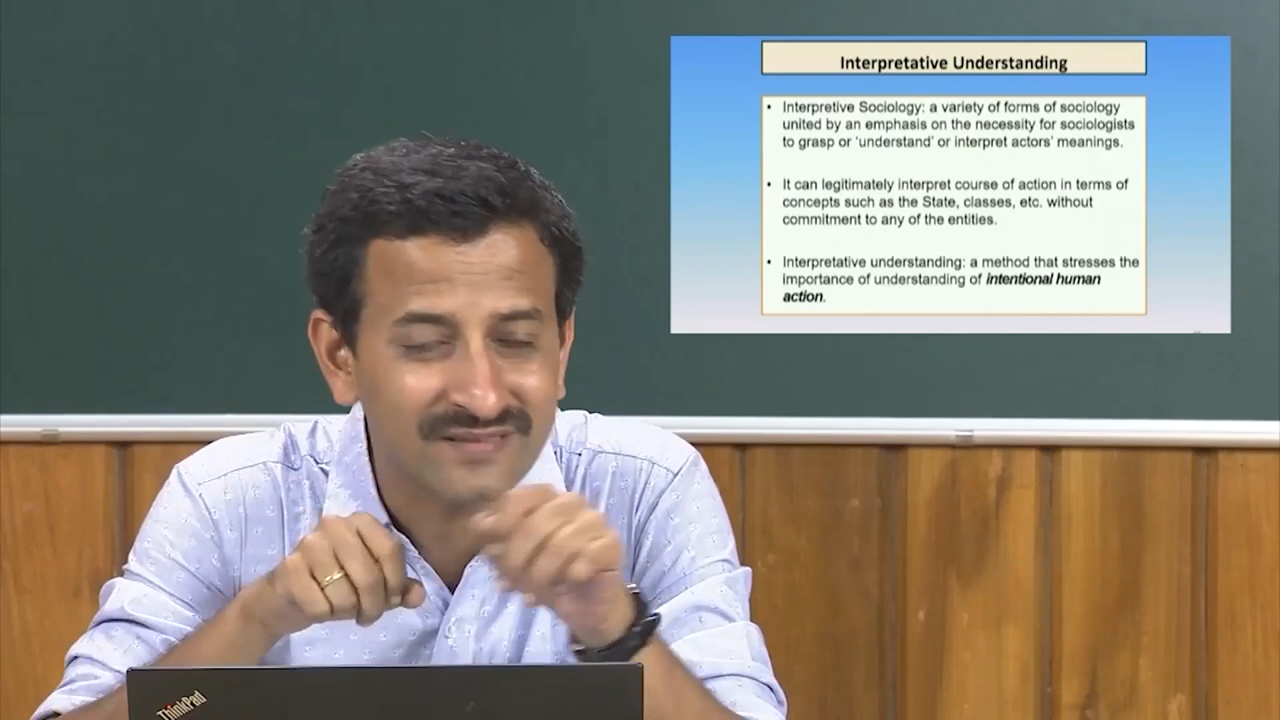 Interpretative Understanding
• Interpretive Sociology: a variety of forms of sociology
united by an emphasis on the necessity for sociologists
to grasp or 'understand' or interpret actors' meanings.
• It can legitimately interpret course of action in terms of
concepts such as the State, classes, etc. without
commitment to any of the entities.
• Interpretative understanding: a method that stresses the
importance of understanding of intentional human
action.
ThinkPad